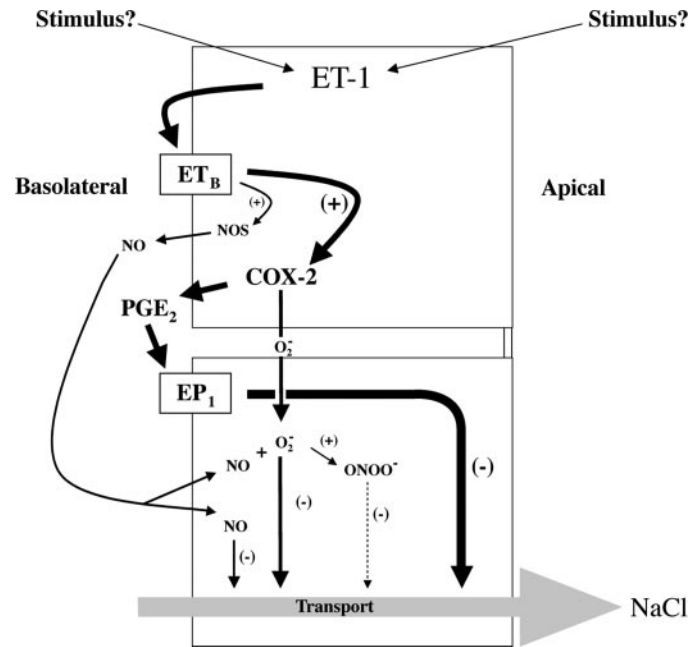 Stimulus? Stimulus?
ET-1
Basolateral ET_B Apical
(+) (+)
NOS
NO
COX-2
PGE₂
O₂⁻
EP₁
NO + O₂⁻ (+) ONOO⁻ (-)
(-) (-)
NO
(-)
Transport NaCl